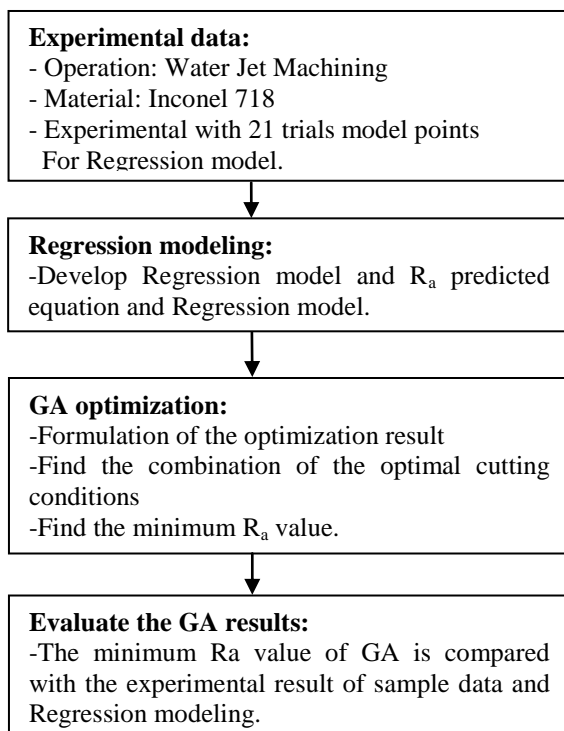 Experimental data:
- Operation: Water Jet Machining
- Material: Inconel 718
- Experimental with 21 trials model points
For Regression model.
Regression modeling:
-Develop Regression model and Ra predicted
equation and Regression model.
GA optimization:
-Formulation of the optimization result
-Find the combination of the optimal cutting
conditions
-Find the minimum Ra value.
Evaluate the GA results:
-The minimum Ra value of GA is compared
with the experimental result of sample data and
Regression modeling.